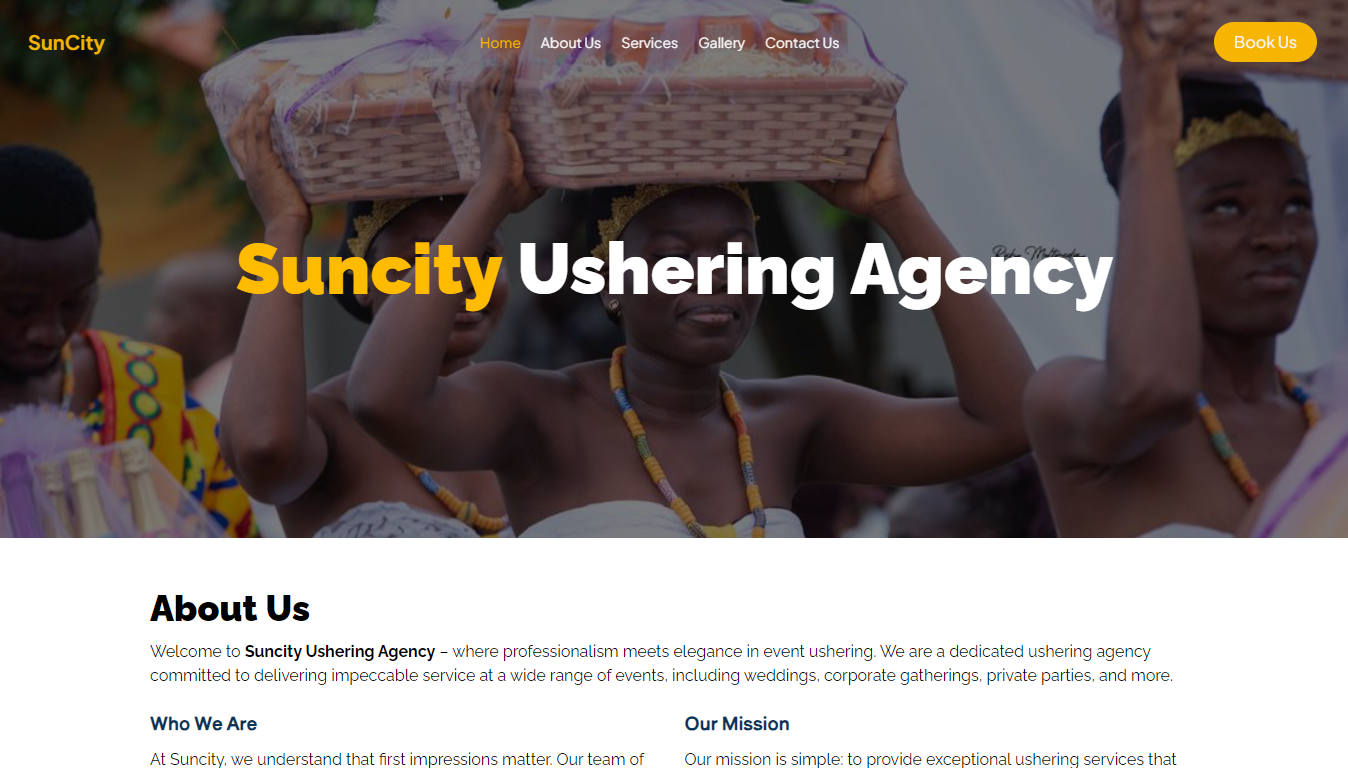 SunCity
Home About Us Services Gallery Contact Us
Book Us
Suncity Ushering Agency
About Us
Welcome to Suncity Ushering Agency – where professionalism meets elegance in event ushering. We are a dedicated ushering agency
committed to delivering impeccable service at a wide range of events, including weddings, corporate gatherings, private parties, and more.
Who We Are
At Suncity, we understand that first impressions matter. Our team of
Our Mission
Our mission is simple: to provide exceptional ushering services that